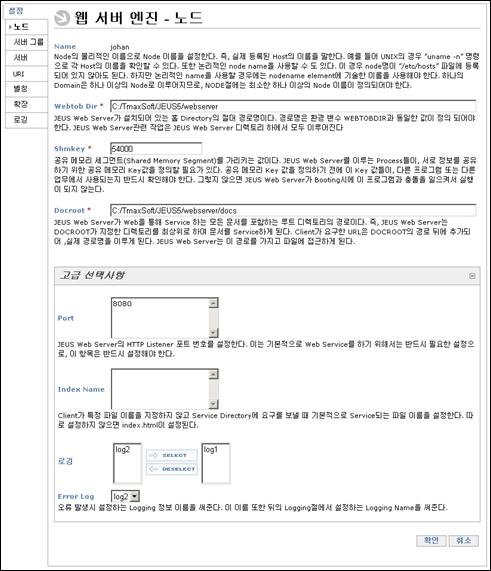 설정
노드
서버 그룹
서버
URI
별칭
확장
로깅
웹 서버 엔진 - 노드
Name johan
Node의 물리적인 이름으로 Node 이름을 설정한다. 즉, 실제 등록된 Host의 이름을 말한다. 예를 들어 UNIX의 경우 "uname -n" 명령
으로 각 Host의 이름을 확인할 수 있다. 또한 논리적인 node name을 사용할 수 도 있다. 이 경우 node명이 "/etc/hosts" 파일에 등록
되어 있지 않아도 된다. 하지만 논리적인 name을 사용할 경우에는 nodename element에 기술한 이름을 사용해야 한다. 하나의
Domain은 하나 이상의 Node로 이루어지므로, NODE절에는 최소한 하나 이상의 Node 이름이 정의되어야 한다.
Webtob Dir * C:/TmaxSoft/JEUS5/webserver
JEUS Web Server가 설치되어 있는 홈 Directory의 절대 경로명이다. 경로명은 환경 변수 WEBTOBDIR과 동일한 값이 정의 되어야
한다. JEUS Web Server관련 작업은 JEUS Web Server 디렉토리 하에서 모두 이루어진다
Shmkey * 54000
공유 메모리 세그먼트(Shared Memory Segment)를 가리키는 값이다. JEUS Web Server를 이루는 Process들이, 서로 정보를 공유
하기 위한 공유 메모리 Key값을 정의할 필요가 있다. 공유 메모리 Key 값을 정의하기 전에 이 Key 값들이, 다른 프로그램 또는 다른
업무에서 사용되는지 반드시 확인해야 한다. 그렇지 않으면 JEUS Web Server가 Booting시에 이 프로그램과 충돌을 일으켜서 실행
이 되지 않는다.
Docroot * C:/TmaxSoft/JEUS5/webserver/docs
JEUS Web Server가 Web을 통해 Service 하는 모든 문서를 포함하는 루트 디렉토리의 경로이다. 즉, JEUS Web Server는
DOCROOT가 지정한 디렉토리를 최상위로 하여 문서를 Service하게 된다. Client가 요구한 URL은 DOCROOT의 경로 뒤에 추가되
어 ,실제 경로명을 이루게 된다. JEUS Web Server는 이 경로를 가지고 파일에 접근하게 된다.
고급 선택사항
Port 8080
JEUS Web Server의 HTTP Listener 포트 번호를 설정한다. 이는 기본적으로 Web Service를 하기 위해서는 반드시 필요한 설정으
로, 이 항목은 반드시 설정해야 한다.
Index Name
Client가 특정 파일 이름을 지정하지 않고 Service Directory에 요구를 보낼 때 기본적으로 Service되는 파일 이름을 설정한다. 따
로 설정하지 않으면 index.html이 설정된다.
로깅 log2 SELECT log1
DESELECT
Error Log log2
오류 발생시 설정하는 Logging 정보 이름을 써준다. 이 이름 또한 뒤의 Logging절에서 설정하는 Logging Name을 써준다.
확인 취소